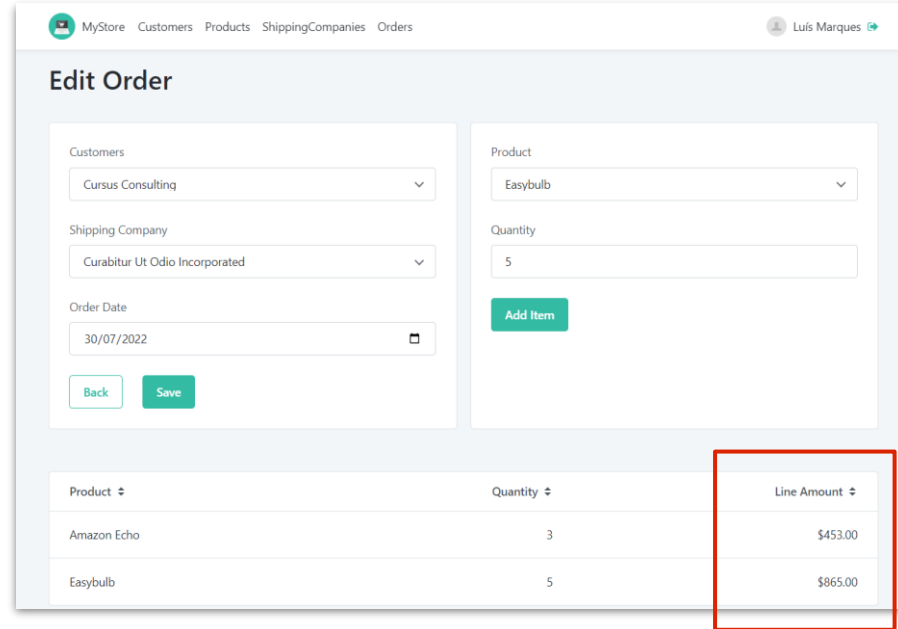 MyStore Customers Products ShippingCompanies Orders Luís Marques
Edit Order
Customers
Cursus Consulting
Shipping Company
Curabitur Ut Odio Incorporated
Order Date
30/07/2022
Back Save
Product
Easybulb
Quantity
5
Add Item
Product Quantity Line Amount
Amazon Echo 3 $453.00
Easybulb 5 $865.00